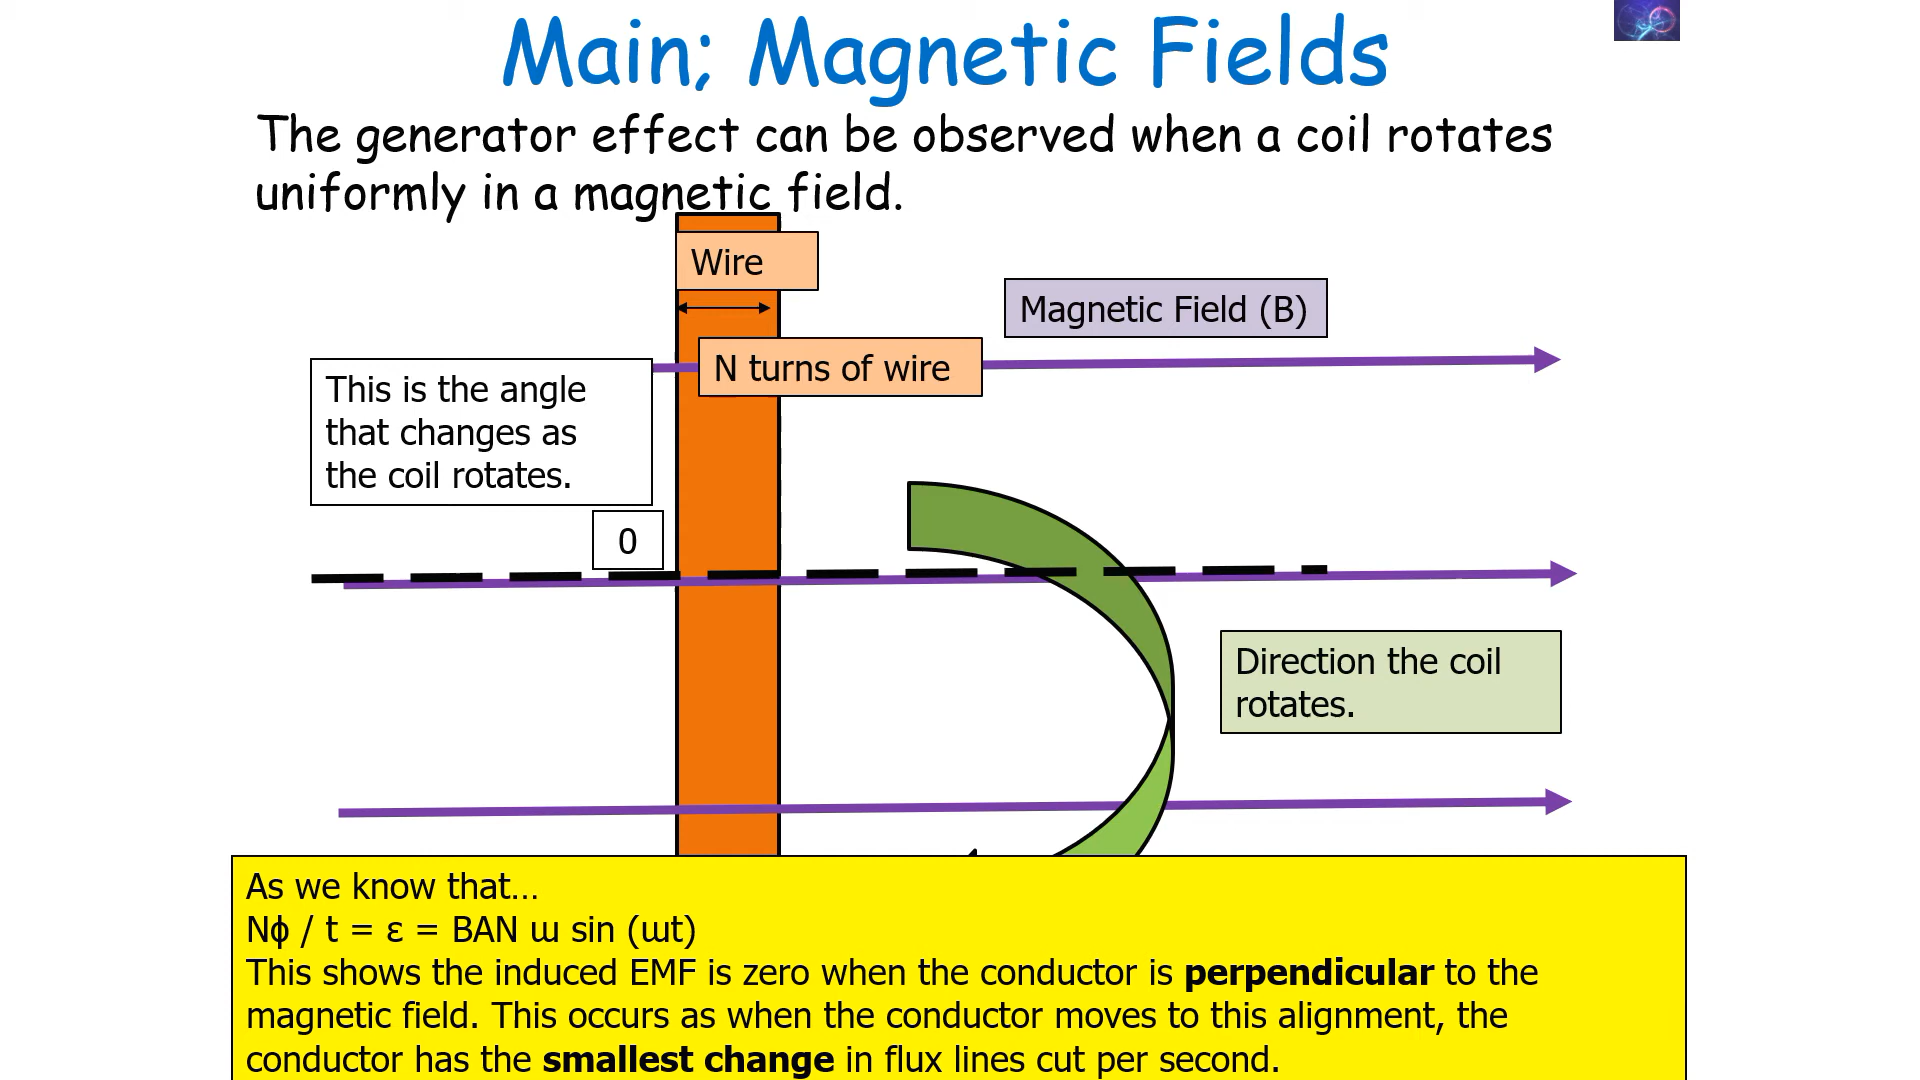 Main; Magnetic Fields
The generator effect can be observed when a coil rotates
uniformly in a magnetic field.
Wire
Magnetic Field (B)
N turns of wire
This is the angle
that changes as
the coil rotates.
0
Direction the coil
rotates.
As we know that…
Nϕ / t = ε = BAN ɯ sin (ɯt)
This shows the induced EMF is zero when the conductor is perpendicular to the
magnetic field. This occurs as when the conductor moves to this alignment, the
conductor has the smallest change in flux lines cut per second.